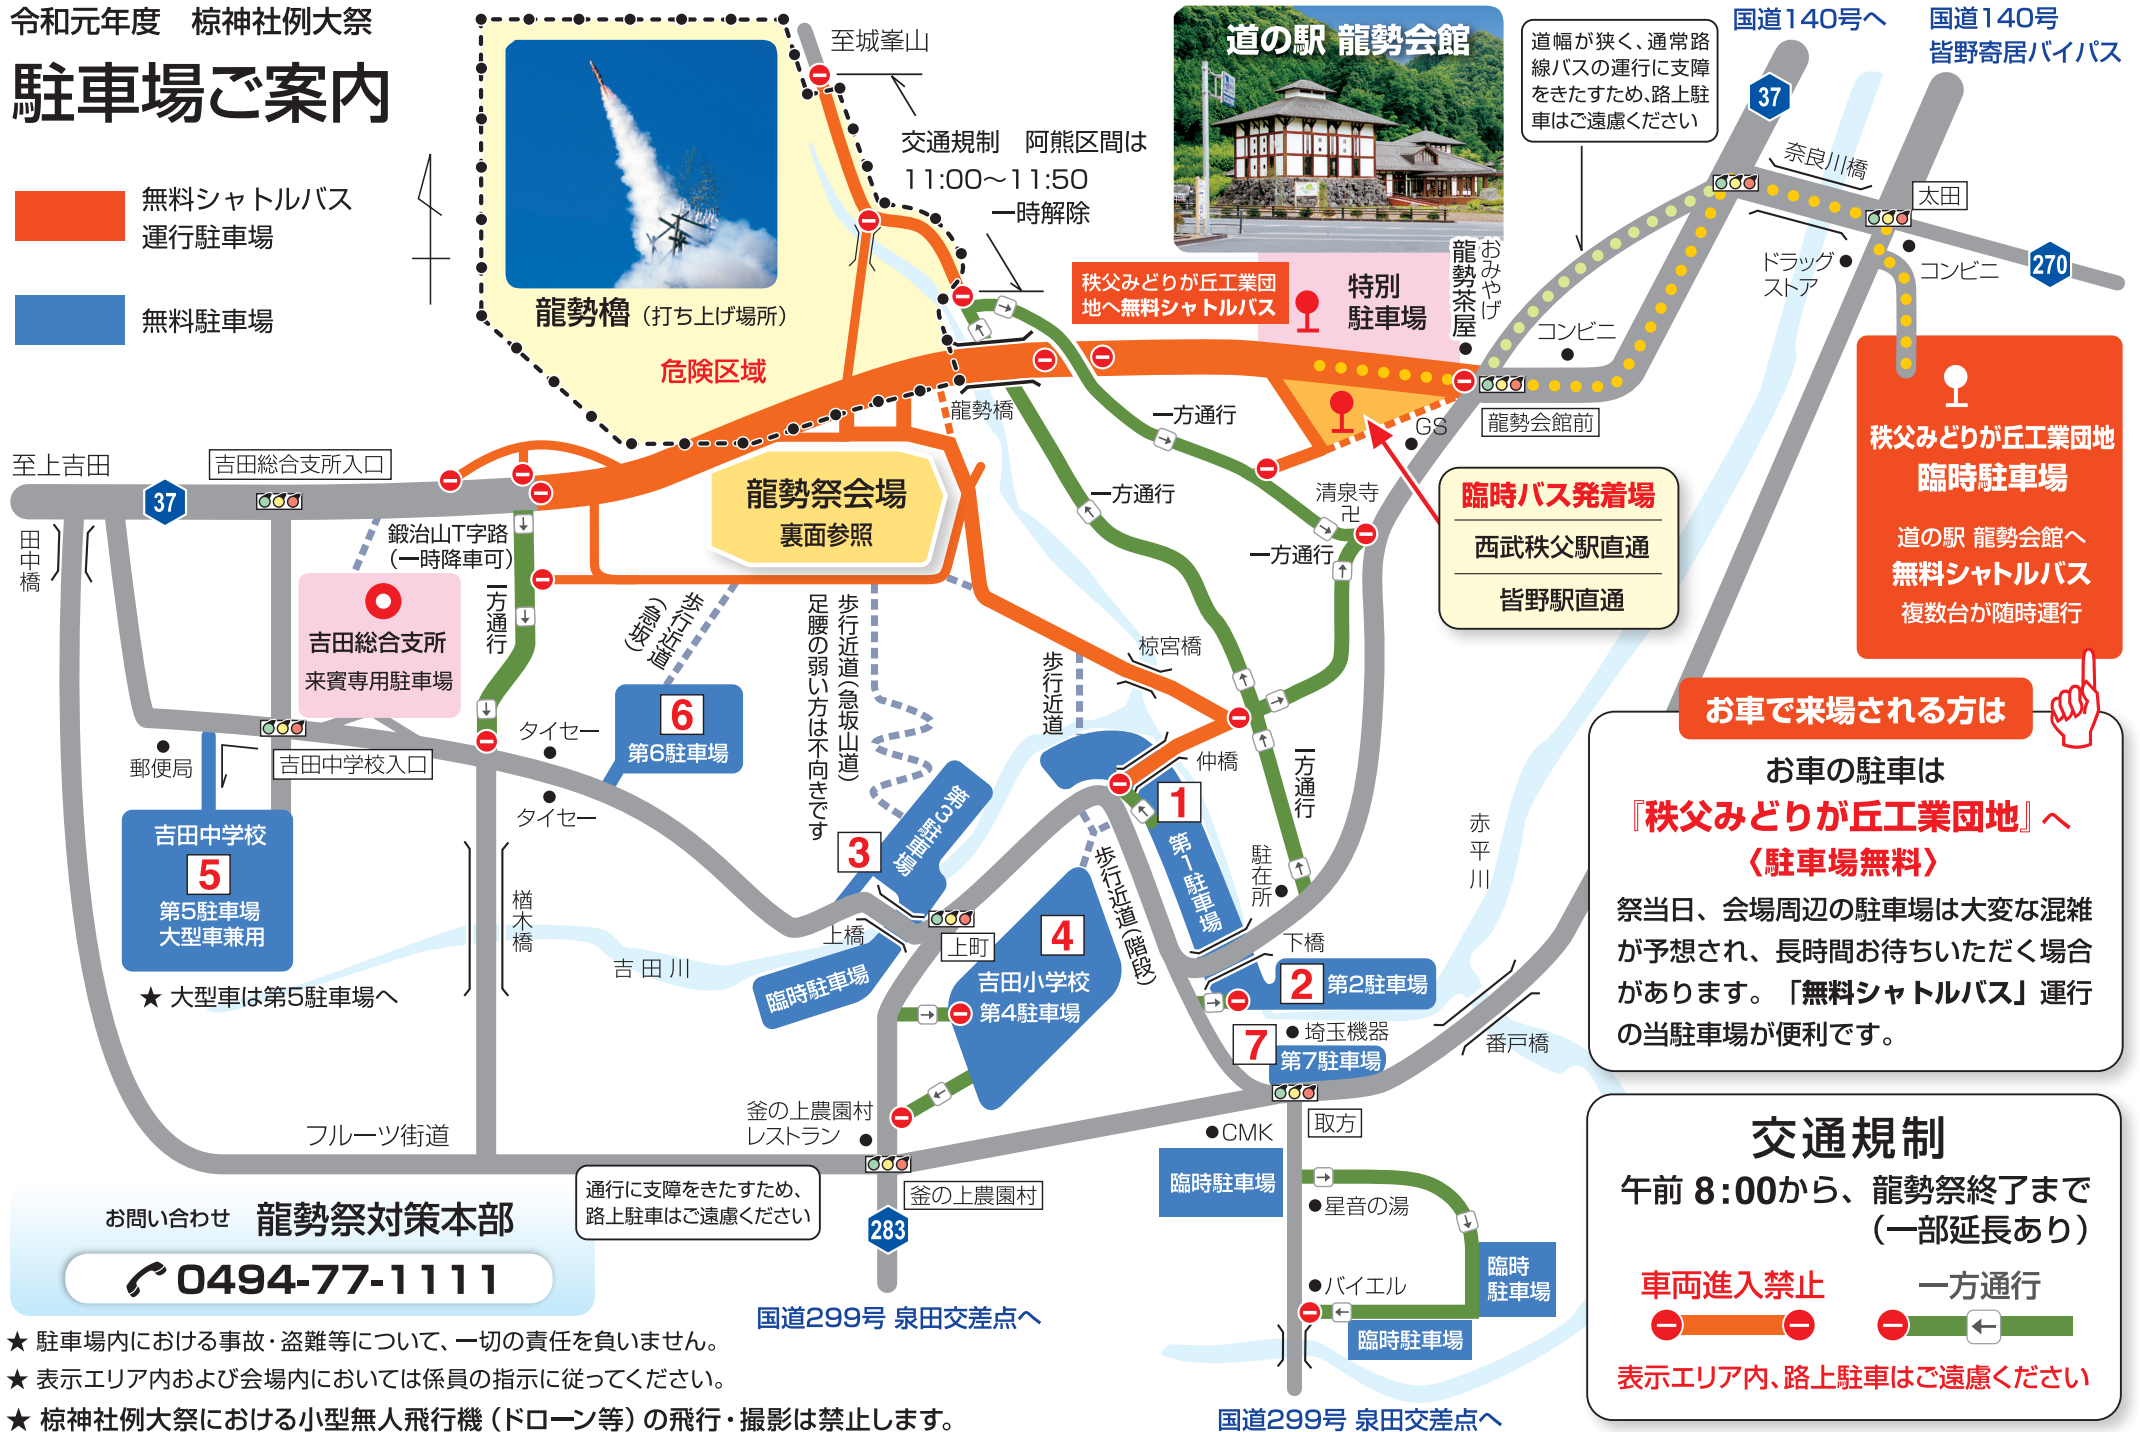 令和元年度　椋神社例大祭
駐車場ご案内
無料シャトルバス
運行駐車場
無料駐車場
龍勢櫓（打ち上げ場所）
危険区域
至城峯山
交通規制　阿熊区間は
11:00～11:50
一時解除
道の駅 龍勢会館
秩父みどりが丘工業団
地へ無料シャトルバス
特別
駐車場
おみやげ
龍勢茶屋
道幅が狭く、通常路
線バスの運行に支障
をきたすため、路上駐
車はご遠慮ください
国道140号へ
国道140号
皆野寄居バイパス
37
奈良川橋
太田
ドラッグ
ストア
コンビニ
270
コンビニ
龍勢会館前
GS
龍勢橋
一方通行
一方通行
一方通行
清泉寺
卍
臨時バス発着場
西武秩父駅直通
皆野駅直通
秩父みどりが丘工業団地
臨時駐車場
道の駅 龍勢会館へ
無料シャトルバス
複数台が随時運行
至上吉田
37
吉田総合支所入口
田中橋
鍛治山T字路
（一時降車可）
一方通行
吉田総合支所
来賓専用駐車場
龍勢祭会場
裏面参照
歩行近道
（急坂）
歩行近道（急坂山道）
足腰の弱い方は不向きです
歩行近道
椋宮橋
仲橋
一方通行
郵便局
吉田中学校入口
タイセー
タイセー
6
第6駐車場
吉田中学校
5
第5駐車場
大型車兼用
★ 大型車は第5駐車場へ
楢木橋
吉田川
3
第3駐車場
上橋
上町
臨時駐車場
4
吉田小学校
第4駐車場
歩行近道（階段）
1
第1駐車場
駐在所
下橋
2
第2駐車場
赤平川
7
埼玉機器
第7駐車場
番戸橋
取方
フルーツ街道
釜の上農園村
レストラン
釜の上農園村
283
通行に支障をきたすため、
路上駐車はご遠慮ください
CMK
臨時駐車場
星音の湯
バイエル
臨時
駐車場
臨時駐車場
国道299号 泉田交差点へ
国道299号 泉田交差点へ
お車で来場される方は
お車の駐車は
『秩父みどりが丘工業団地』へ
〈駐車場無料〉
祭当日、会場周辺の駐車場は大変な混雑
が予想され、長時間お待ちいただく場合
があります。「無料シャトルバス」運行
の当駐車場が便利です。
交通規制
午前 8:00から、龍勢祭終了まで
（一部延長あり）
車両進入禁止
一方通行
表示エリア内、路上駐車はご遠慮ください
お問い合わせ　龍勢祭対策本部
0494-77-1111
★ 駐車場内における事故・盗難等について、一切の責任を負いません。
★ 表示エリア内および会場内においては係員の指示に従ってください。
★ 椋神社例大祭における小型無人飛行機（ドローン等）の飛行・撮影は禁止します。